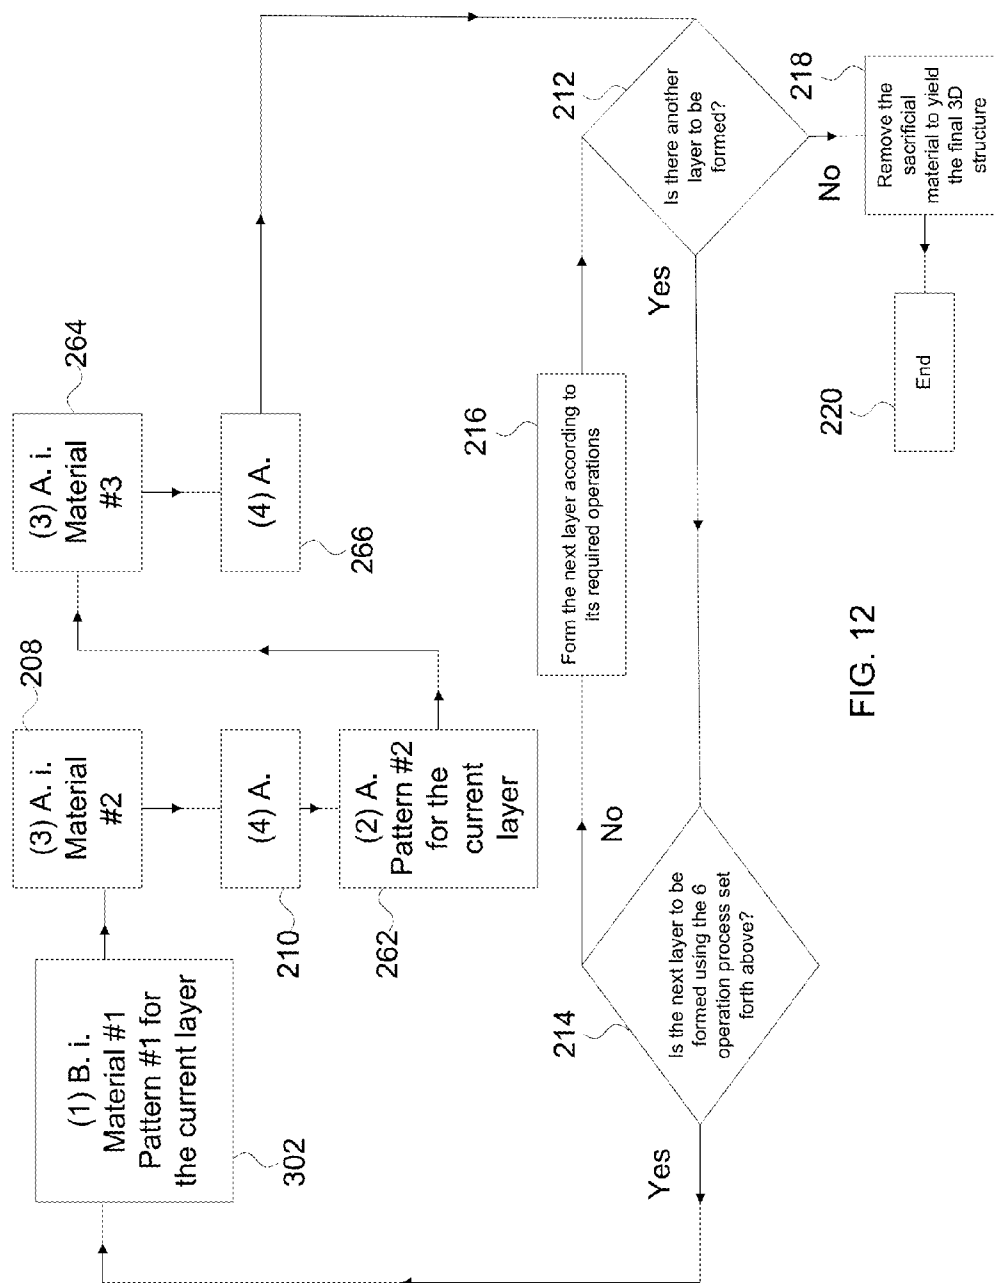 (1) B. i.
Material #1
Pattern #1 for
the current layer
302
(3) A. i.
Material
#2
208
(4) A.
210
(2) A.
Pattern #2
for the
current
layer
262
(3) A. i.
Material
#3
264
(4) A.
266
Is there another
layer to be
formed?
212
Yes
No
Is the next layer to be
formed using the 6
operation process set
forth above?
214
Yes
No
Form the next layer according to
its required operations
216
Remove the
sacrificial
material to yield
the final 3D
structure
218
End
220
FIG. 12